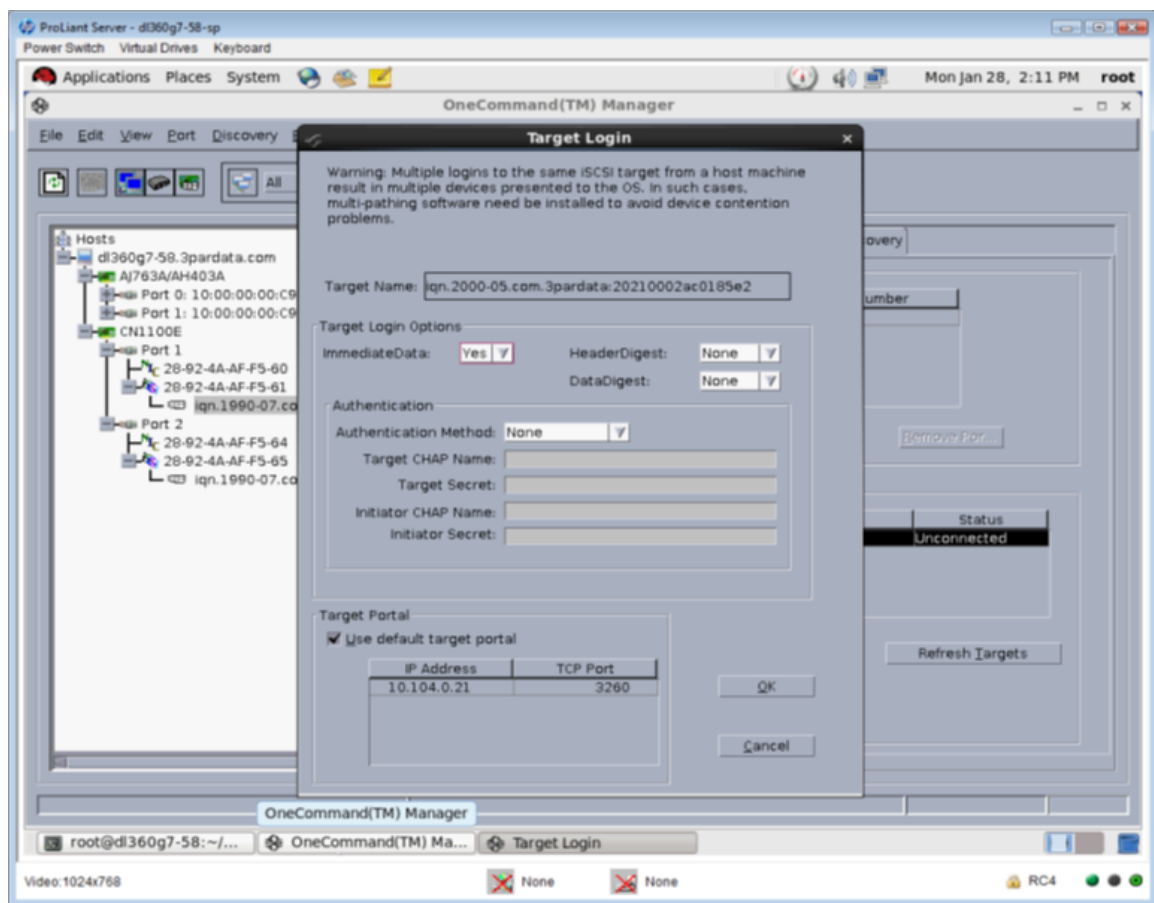 ProLiant Server - dl360g7-58-sp
Power Switch Virtual Drives Keyboard
Applications Places System Mon Jan 28, 2:11 PM root
OneCommand(TM) Manager
File Edit View Port Discovery
Target Login
All
Warning: Multiple logins to the same iSCSI target from a host machine
result in multiple devices presented to the OS. In such cases,
multi-pathing software need be installed to avoid device contention
problems.
Hosts
dl360g7-58.3pardata.com
AJ763A/AH403A
Port 0: 10:00:00:00:C9
Port 1: 10:00:00:00:C9
CN1100E
Port 1
28-92-4A-AF-F5-60
28-92-4A-AF-F5-61
iqn.1990-07.co
Port 2
28-92-4A-AF-F5-64
28-92-4A-AF-F5-65
iqn.1990-07.co
Target Name: iqn.2000-05.com.3pardata:20210002ac0185e2
Target Login Options
ImmediateData: Yes HeaderDigest: None
DataDigest: None
Authentication
Authentication Method: None
Target CHAP Name:
Target Secret:
Initiator CHAP Name:
Initiator Secret:
Target Portal
Use default target portal
IP Address TCP Port
10.104.0.21 3260
OK
Cancel
overy
umber
Remove Por...
Status
Unconnected
Refresh Targets
OneCommand(TM) Manager
root@dl360g7-58:~/... OneCommand(TM) Ma... Target Login
Video:1024x768 None None RC4